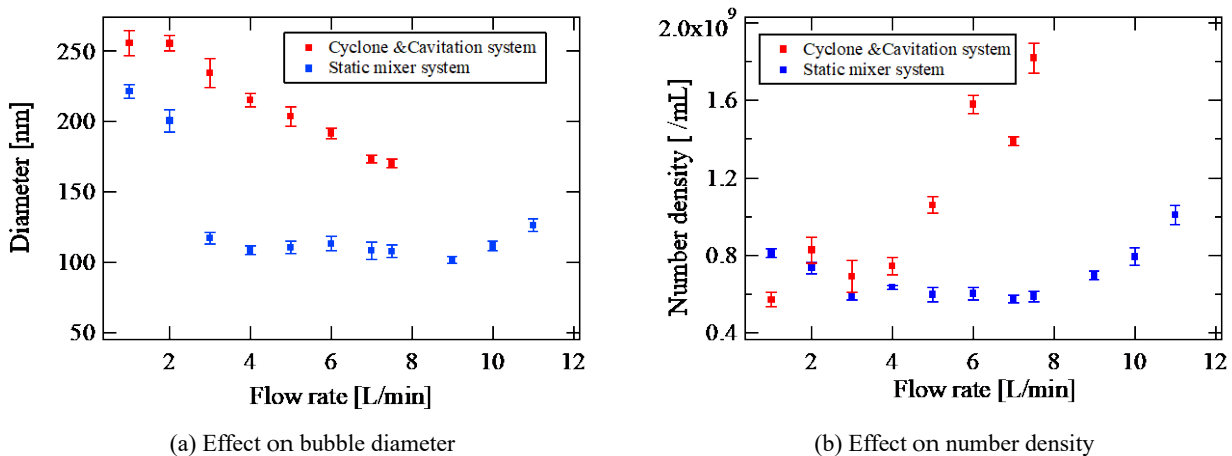 250
200
150
100
50
Diameter [nm]
Cyclone &Cavitation system
Static mixer system
2
4
6
8
10
12
Flow rate [L/min]
(a) Effect on bubble diameter
2.0x10⁹
1.6
1.2
0.8
0.4
Number density [ /mL]
Cyclone &Cavitation system
Static mixer system
2
4
6
8
10
12
Flow rate [L/min]
(b) Effect on number density